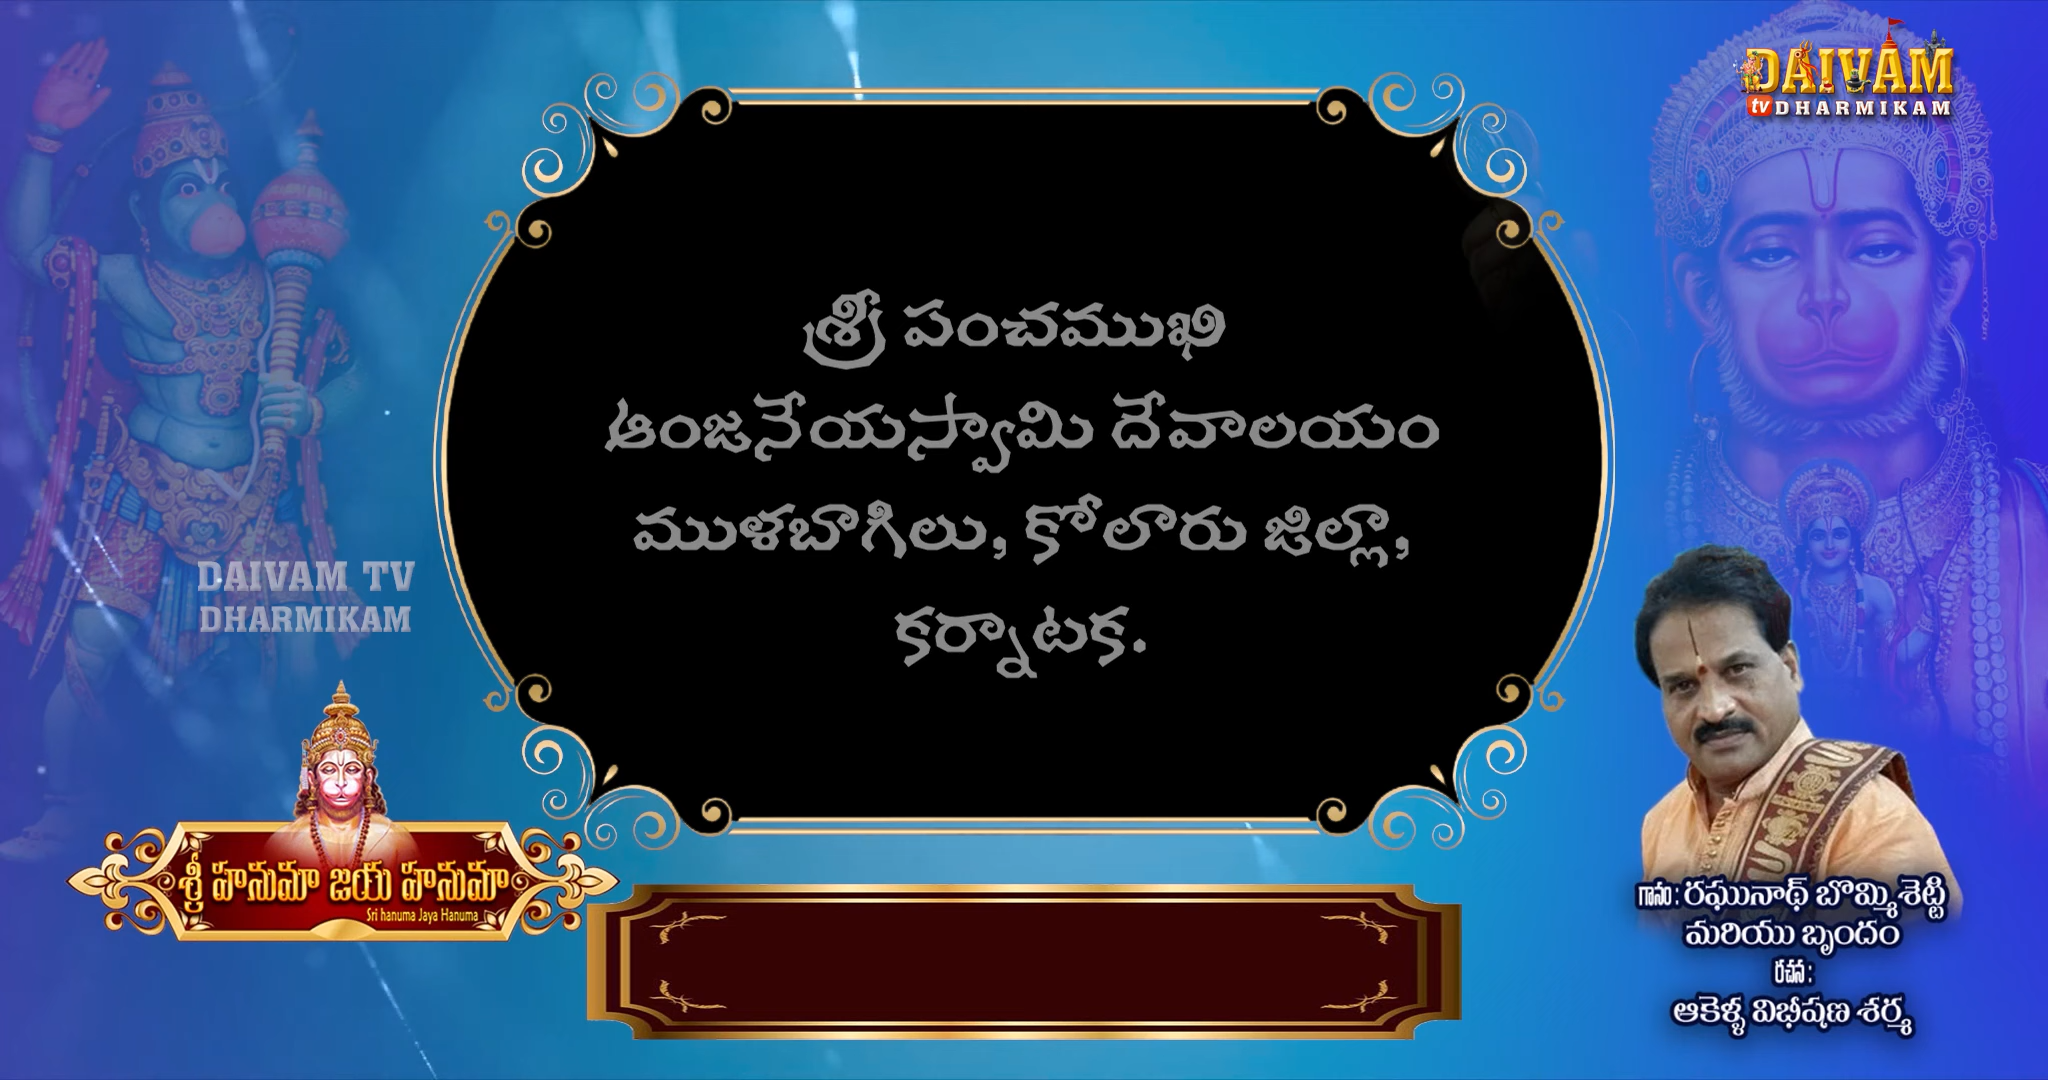 DAIVAM
tv DHARMIKAM
శ్రీ పంచముఖి
ఆంజనేయస్వామి దేవాలయం
ముళబాగిలు, కోలారు జిల్లా,
కర్నాటక.
DAIVAM TV
DHARMIKAM
శ్రీ హనుమా జయ హనుమా
Sri hanuma Jaya Hanuma
గానం : రఘునాథ్ బొమ్మిశెట్టి
మరియు బృందం
రచన :
ఆకెళ్ళ విభీషణ శర్మ